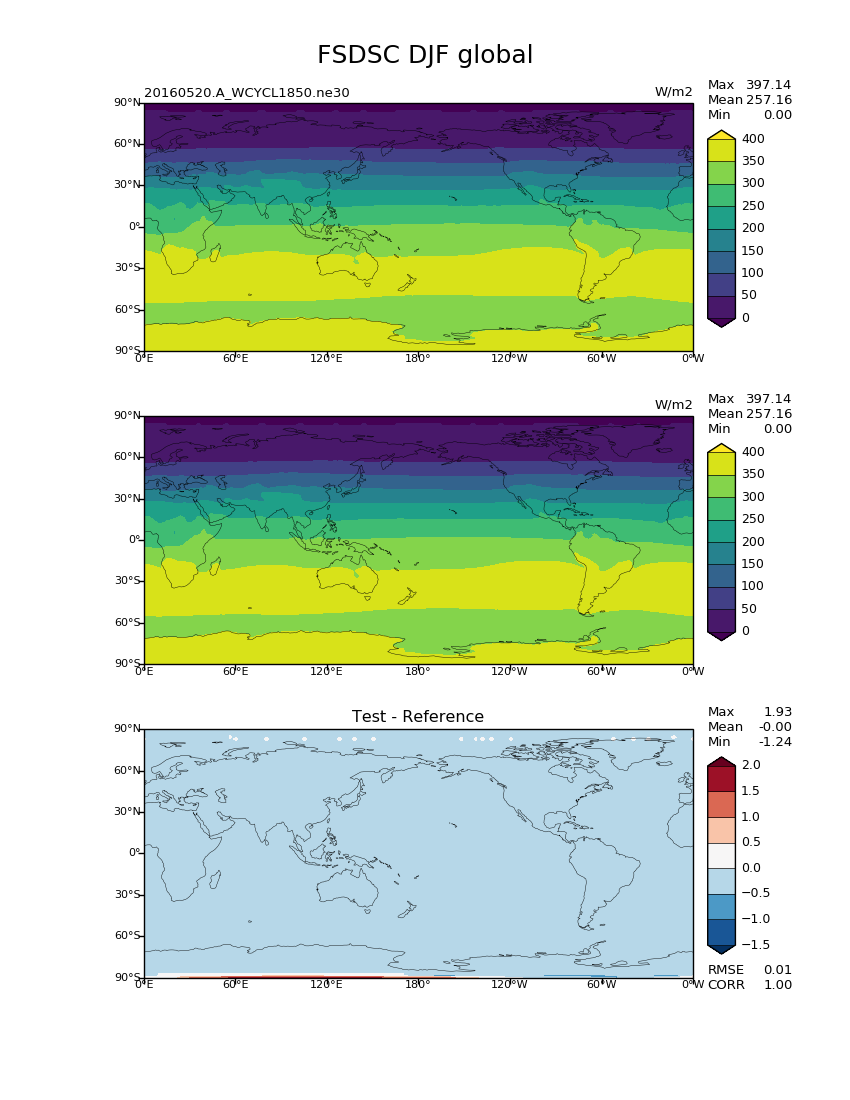 FSDSC DJF global
20160520.A_WCYCL1850.ne30 W/m2
Max 397.14
Mean 257.16
Min 0.00
90°N
60°N
30°N
0°
30°S
60°S
90°S
0°E 60°E 120°E 180° 120°W 60°W 0°W
400
350
300
250
200
150
100
50
0
W/m2
Max 397.14
Mean 257.16
Min 0.00
90°N
60°N
30°N
0°
30°S
60°S
90°S
0°E 60°E 120°E 180° 120°W 60°W 0°W
400
350
300
250
200
150
100
50
0
Test - Reference
Max 1.93
Mean -0.00
Min -1.24
90°N
60°N
30°N
0°
30°S
60°S
90°S
0°E 60°E 120°E 180° 120°W 60°W 0°W
2.0
1.5
1.0
0.5
0.0
−0.5
−1.0
−1.5
RMSE 0.01
CORR 1.00